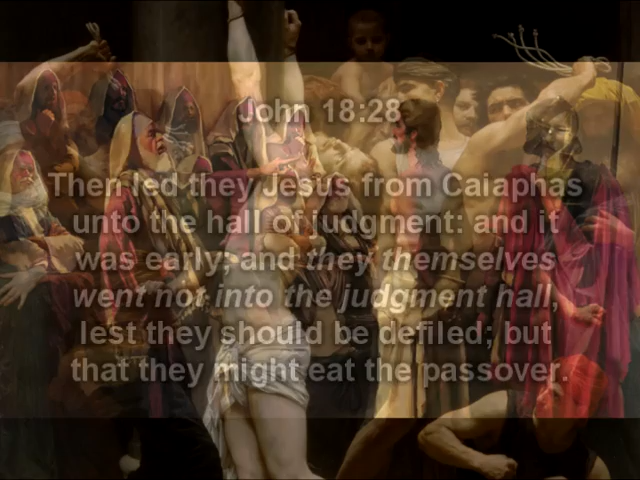 John 18:28
Then led they Jesus from Caiaphas
unto the hall of judgment: and it
was early; and they themselves
went not into the judgment hall,
lest they should be defiled; but
that they might eat the passover.